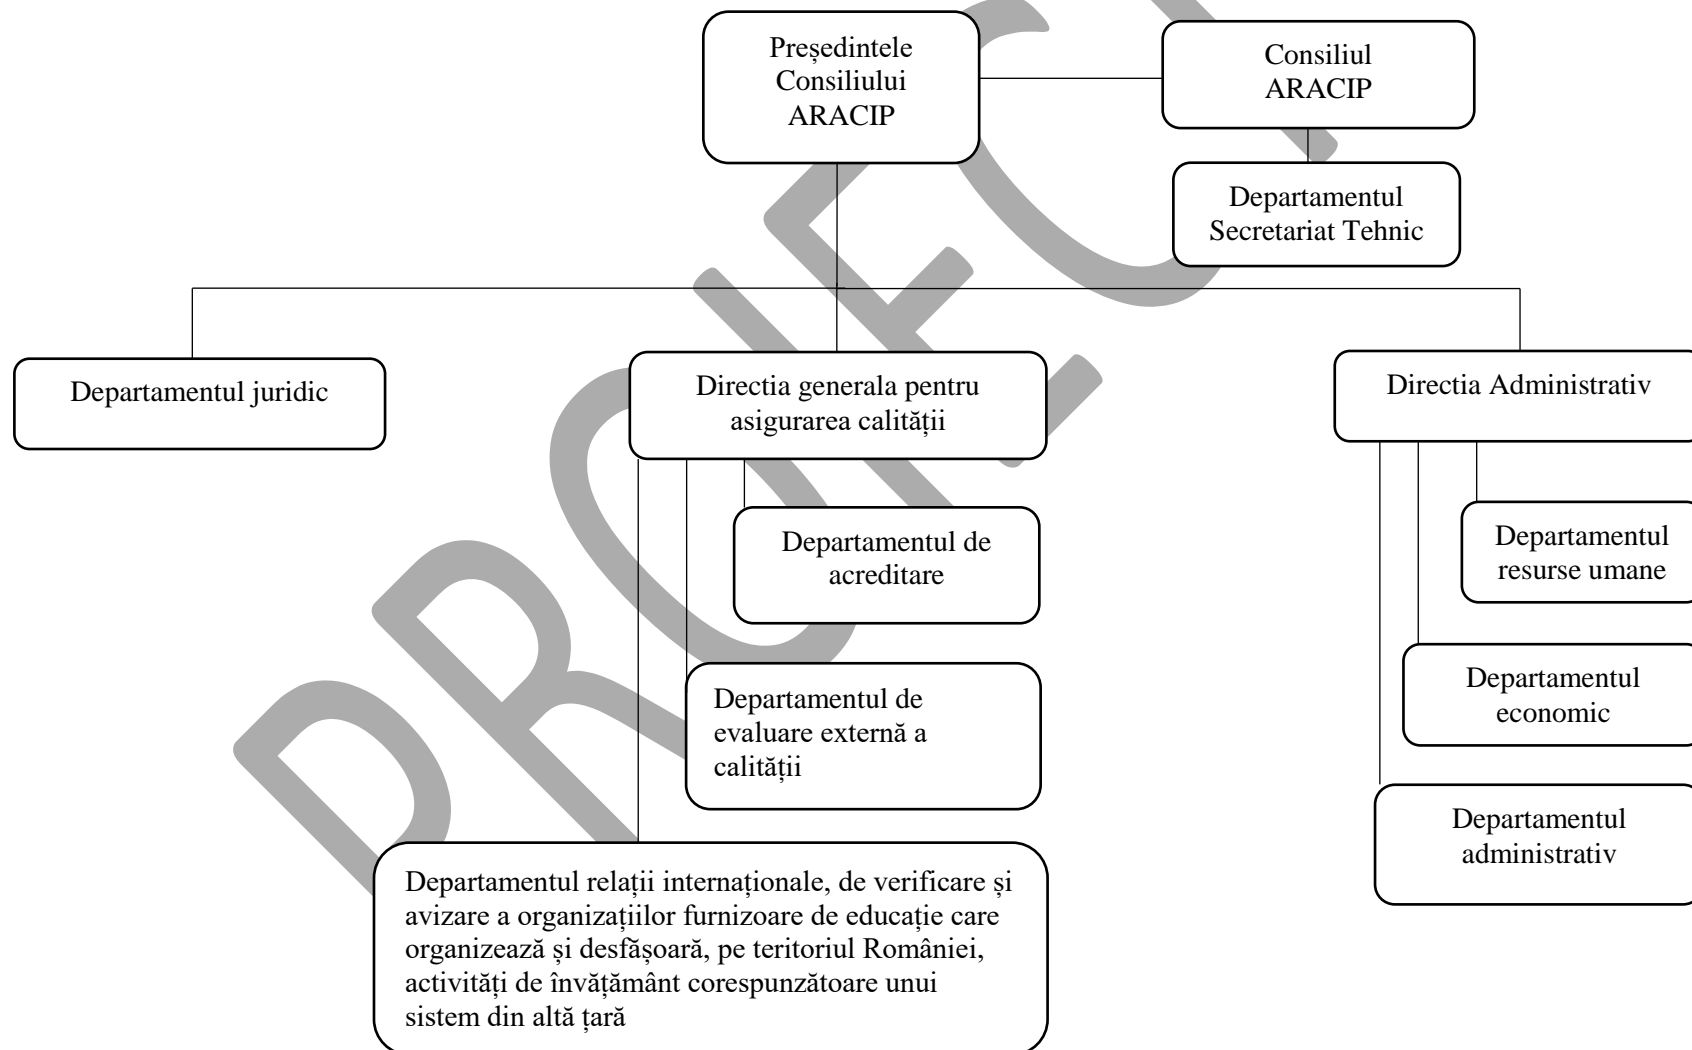 Președintele
Consiliului
ARACIP
Consiliul
ARACIP
Departamentul
Secretariat Tehnic
Departamentul juridic
Directia generala pentru
asigurarea calității
Directia Administrativ
Departamentul de
acreditare
Departamentul
resurse umane
Departamentul de
evaluare externă a
calității
Departamentul
economic
Departamentul
administrativ
Departamentul relații internaționale, de verificare și
avizare a organizațiilor furnizoare de educație care
organizează și desfășoară, pe teritoriul României,
activități de învățământ corespunzătoare unui
sistem din altă țară
PROIECT